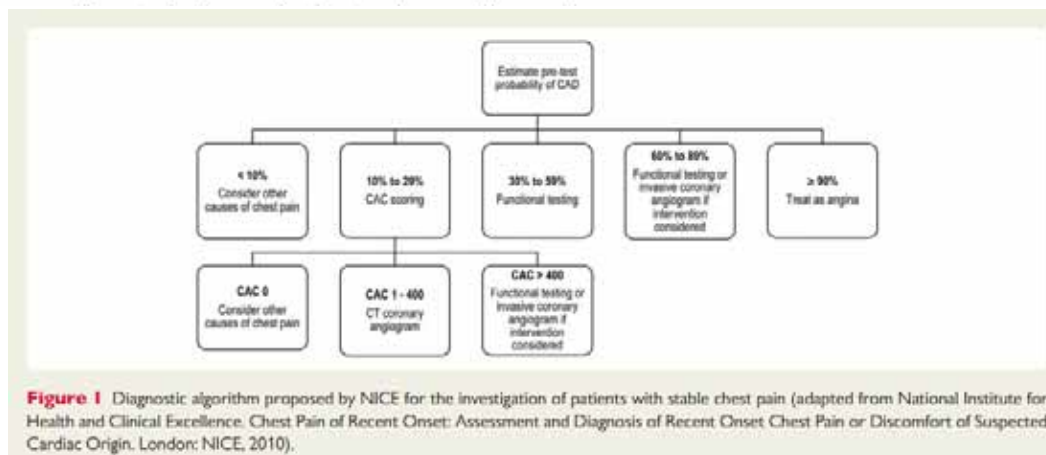 Estimate pre-test
probability of CAD
< 10%
Consider other
causes of chest pain
10% to 29%
CAC scoring
30% to 59%
Functional testing
60% to 89%
Functional testing or
invasive coronary
angiogram if
intervention
considered
≥ 90%
Treat as angina
CAC 0
Consider other
causes of chest pain
CAC 1 - 400
CT coronary
angiogram
CAC > 400
Functional testing or
invasive coronary
angiogram if
intervention
considered
Figure 1 Diagnostic algorithm proposed by NICE for the investigation of patients with stable chest pain (adapted from National Institute for
Health and Clinical Excellence. Chest Pain of Recent Onset: Assessment and Diagnosis of Recent Onset Chest Pain or Discomfort of Suspected
Cardiac Origin. London: NICE, 2010).